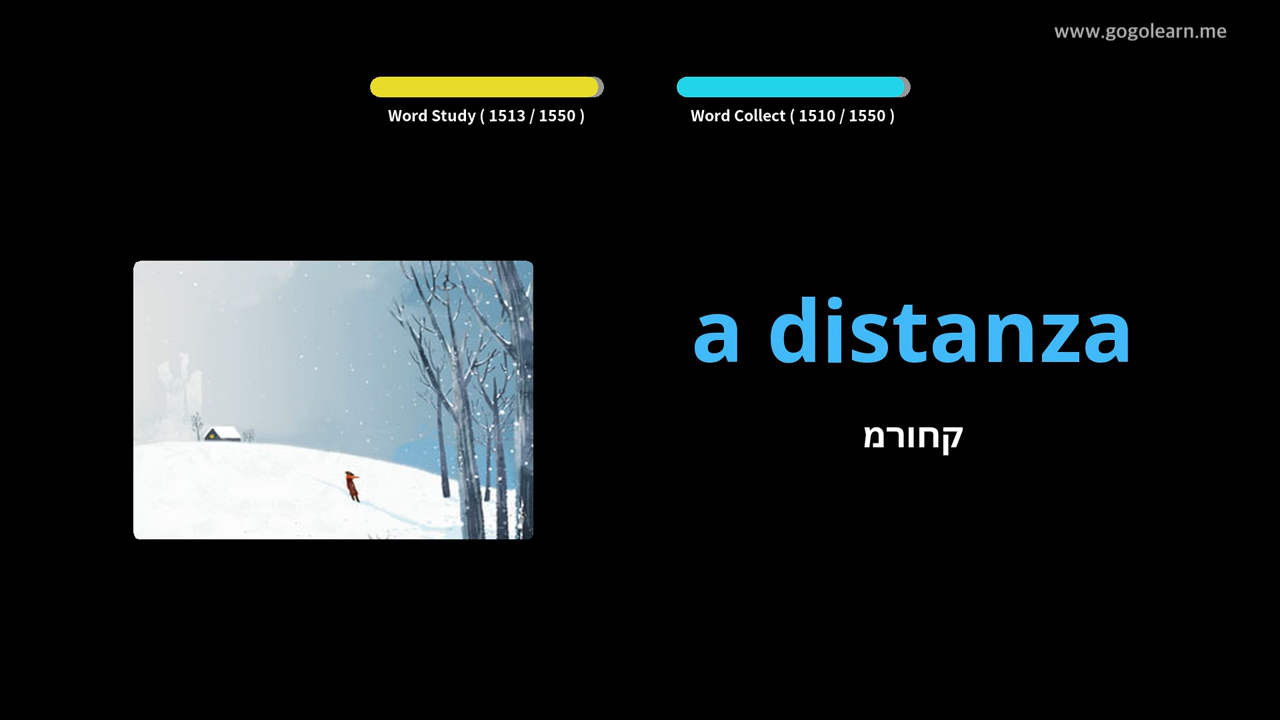 www.gogolearn.me
Word Study ( 1513 / 1550 )
Word Collect ( 1510 / 1550 )
a distanza
קחורמ